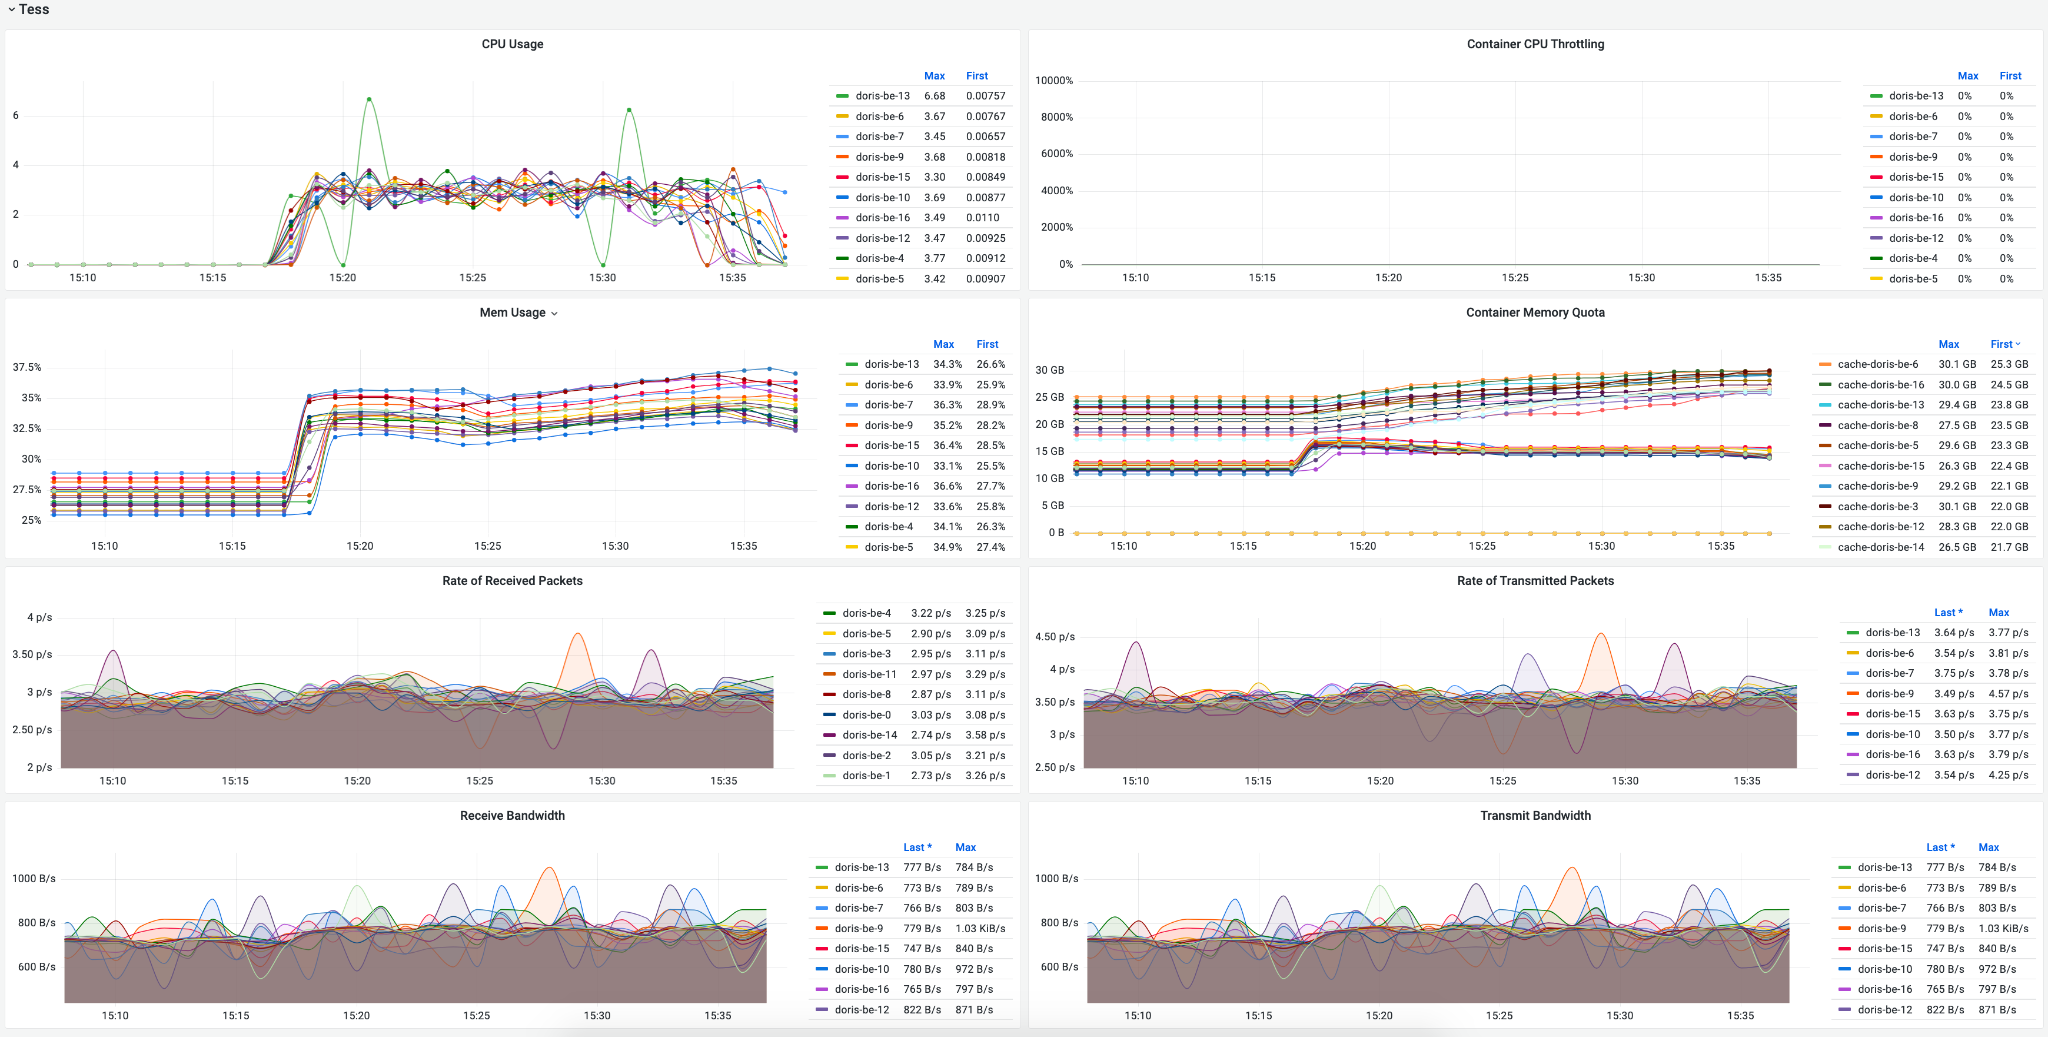 Tess
CPU Usage
Max First
6
4
2
0
15:10 15:15 15:20 15:25 15:30 15:35
doris-be-13 6.68 0.00757
doris-be-6 3.67 0.00767
doris-be-7 3.45 0.00657
doris-be-9 3.68 0.00818
doris-be-15 3.30 0.00849
doris-be-10 3.69 0.00877
doris-be-16 3.49 0.0110
doris-be-12 3.47 0.00925
doris-be-4 3.77 0.00912
doris-be-5 3.42 0.00907
Container CPU Throttling
Max First
10000%
8000%
6000%
4000%
2000%
0%
15:10 15:15 15:20 15:25 15:30 15:35
doris-be-13 0% 0%
doris-be-6 0% 0%
doris-be-7 0% 0%
doris-be-9 0% 0%
doris-be-15 0% 0%
doris-be-10 0% 0%
doris-be-16 0% 0%
doris-be-12 0% 0%
doris-be-4 0% 0%
doris-be-5 0% 0%
Mem Usage
Max First
37.5%
35%
32.5%
30%
27.5%
25%
15:10 15:15 15:20 15:25 15:30 15:35
doris-be-13 34.3% 26.6%
doris-be-6 33.9% 25.9%
doris-be-7 36.3% 28.9%
doris-be-9 35.2% 28.2%
doris-be-15 36.4% 28.5%
doris-be-10 33.1% 25.5%
doris-be-16 36.6% 27.7%
doris-be-12 33.6% 25.8%
doris-be-4 34.1% 26.3%
doris-be-5 34.9% 27.4%
Container Memory Quota
Max First
30 GB
25 GB
20 GB
15 GB
10 GB
5 GB
0 B
15:10 15:15 15:20 15:25 15:30 15:35
cache-doris-be-6 30.1 GB 25.3 GB
cache-doris-be-16 30.0 GB 24.5 GB
cache-doris-be-13 29.4 GB 23.8 GB
cache-doris-be-8 27.5 GB 23.5 GB
cache-doris-be-5 29.6 GB 23.3 GB
cache-doris-be-15 26.3 GB 22.4 GB
cache-doris-be-9 29.2 GB 22.1 GB
cache-doris-be-3 30.1 GB 22.0 GB
cache-doris-be-12 28.3 GB 22.0 GB
cache-doris-be-14 26.5 GB 21.7 GB
Rate of Received Packets
4 p/s
3.50 p/s
3 p/s
2.50 p/s
2 p/s
15:10 15:15 15:20 15:25 15:30 15:35
doris-be-4 3.22 p/s 3.25 p/s
doris-be-5 2.90 p/s 3.09 p/s
doris-be-3 2.95 p/s 3.11 p/s
doris-be-11 2.97 p/s 3.29 p/s
doris-be-8 2.87 p/s 3.11 p/s
doris-be-0 3.03 p/s 3.08 p/s
doris-be-14 2.74 p/s 3.58 p/s
doris-be-2 3.05 p/s 3.21 p/s
doris-be-1 2.73 p/s 3.26 p/s
Rate of Transmitted Packets
Last * Max
4.50 p/s
4 p/s
3.50 p/s
3 p/s
2.50 p/s
15:10 15:15 15:20 15:25 15:30 15:35
doris-be-13 3.64 p/s 3.77 p/s
doris-be-6 3.54 p/s 3.81 p/s
doris-be-7 3.75 p/s 3.78 p/s
doris-be-9 3.49 p/s 4.57 p/s
doris-be-15 3.63 p/s 3.75 p/s
doris-be-10 3.50 p/s 3.77 p/s
doris-be-16 3.63 p/s 3.79 p/s
doris-be-12 3.54 p/s 4.25 p/s
Receive Bandwidth
Last * Max
1000 B/s
800 B/s
600 B/s
15:10 15:15 15:20 15:25 15:30 15:35
doris-be-13 777 B/s 784 B/s
doris-be-6 773 B/s 789 B/s
doris-be-7 766 B/s 803 B/s
doris-be-9 779 B/s 1.03 KiB/s
doris-be-15 747 B/s 840 B/s
doris-be-10 780 B/s 972 B/s
doris-be-16 765 B/s 797 B/s
doris-be-12 822 B/s 871 B/s
Transmit Bandwidth
Last * Max
1000 B/s
800 B/s
600 B/s
15:10 15:15 15:20 15:25 15:30 15:35
doris-be-13 777 B/s 784 B/s
doris-be-6 773 B/s 789 B/s
doris-be-7 766 B/s 803 B/s
doris-be-9 779 B/s 1.03 KiB/s
doris-be-15 747 B/s 840 B/s
doris-be-10 780 B/s 972 B/s
doris-be-16 765 B/s 797 B/s
doris-be-12 822 B/s 871 B/s